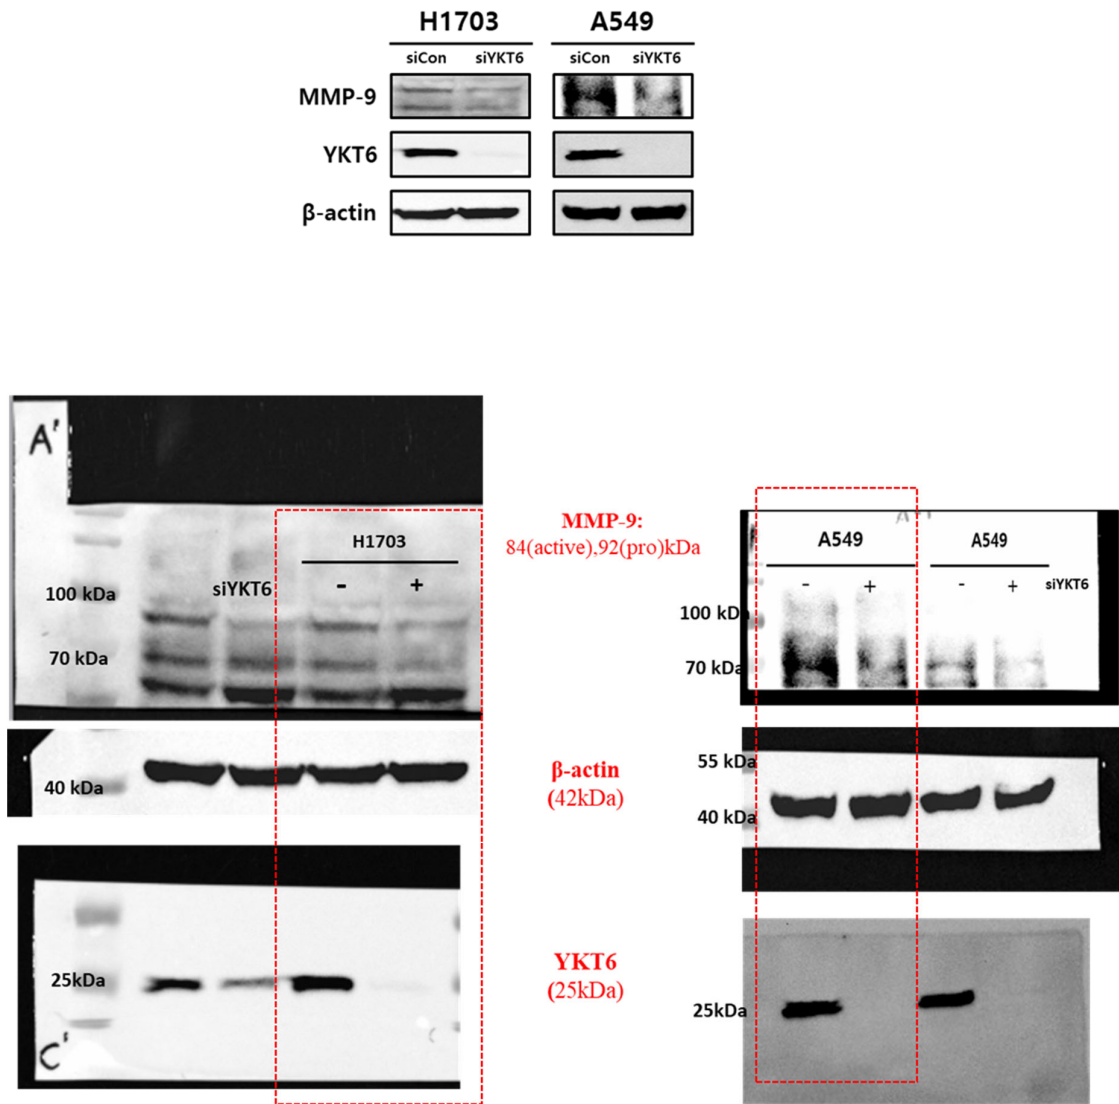 H1703 A549
siCon siYKT6 siCon siYKT6
MMP-9
YKT6
β-actin
A'
H1703
siYKT6 - +
100 kDa
70 kDa
40 kDa
25kDa
C'
MMP-9:
84(active),92(pro)kDa
β-actin
(42kDa)
YKT6
(25kDa)
A549 A549
- + - + siYKT6
100 kDa
70 kDa
55 kDa
40 kDa
25kDa